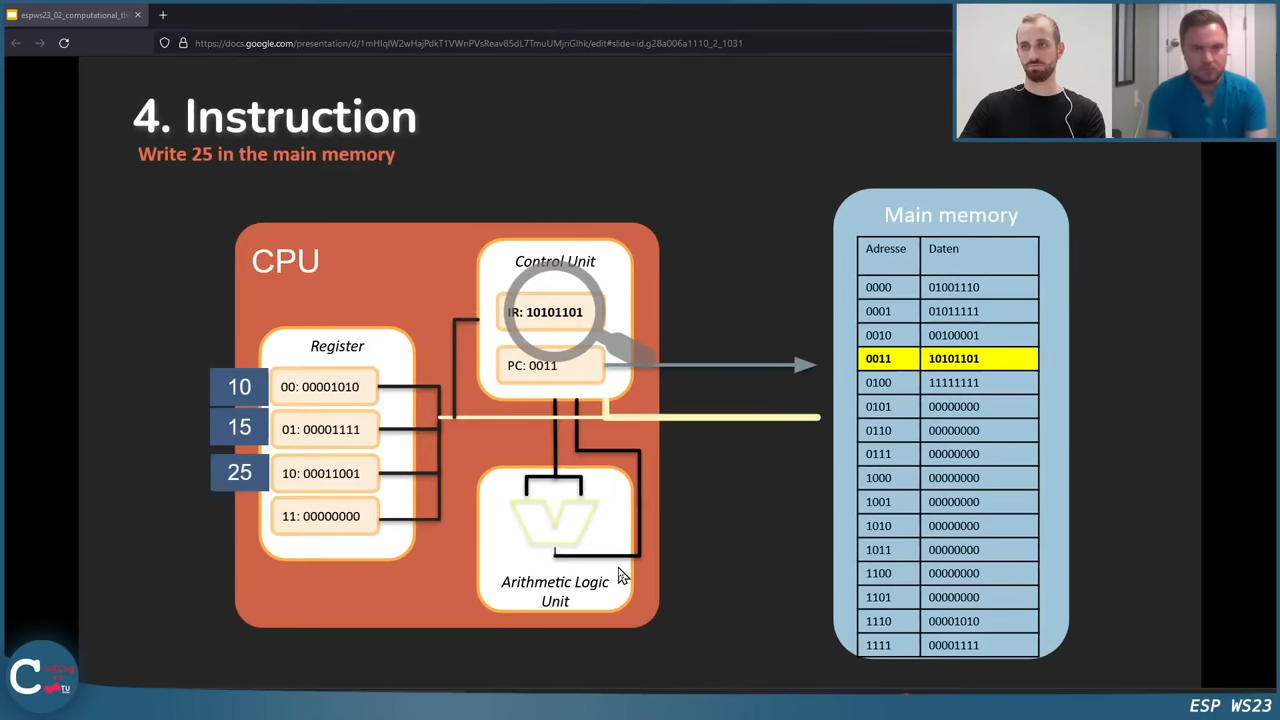 espws23_02_computational_th
https://docs.google.com/presentation/d/1mHIqlW2wHajPdkT1VWnPVsReav85dL7TmuUMjriGlhk/edit#slide=id.g28a006a1110_2_1031
4. Instruction
Write 25 in the main memory
CPU
Control Unit
IR: 10101101
PC: 0011
Register
10
00: 00001010
15
01: 00001111
25
10: 00011001
11: 00000000
Arithmetic Logic
Unit
Main memory
Adresse Daten
0000 01001110
0001 01011111
0010 00100001
0011 10101101
0100 11111111
0101 00000000
0110 00000000
0111 00000000
1000 00000000
1001 00000000
1010 00000000
1011 00000000
1100 00000000
1101 00000000
1110 00001010
1111 00001111
C
TU
ESP WS23